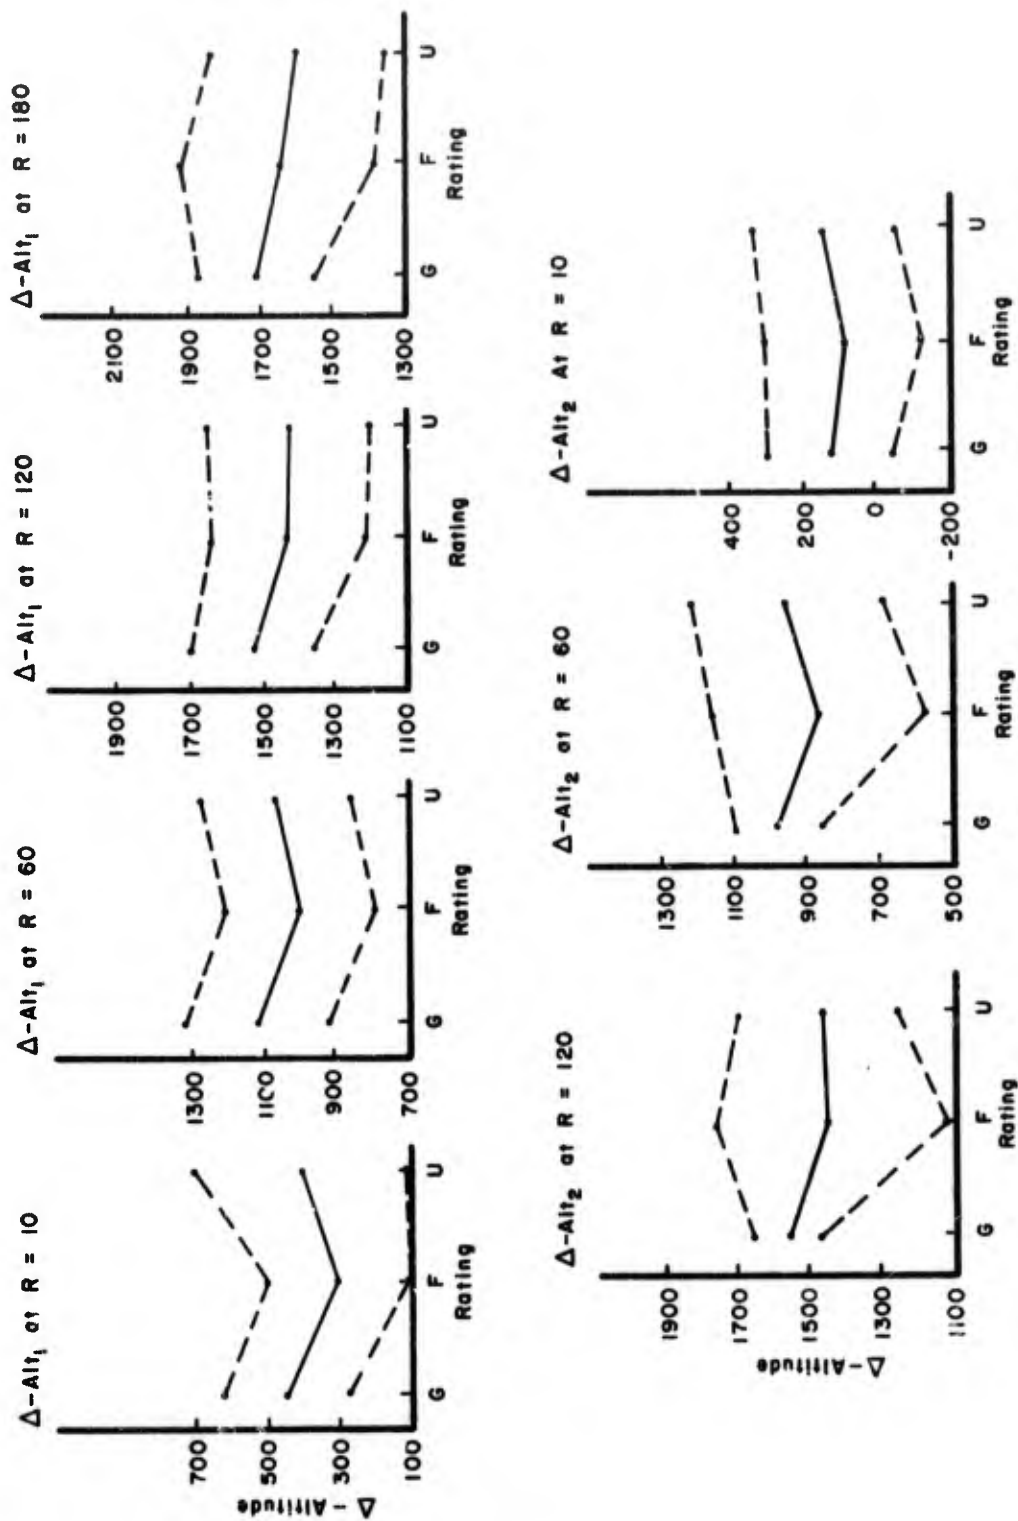 Δ-Alt₁ at R = 10
700
500
300
100
Δ - Altitude
G F U
Rating
Δ-Alt₁ at R = 60
1300
1100
900
700
G F U
Rating
Δ-Alt₁ at R = 120
1900
1700
1500
1300
1100
G F U
Rating
Δ-Alt₁ at R = 180
2100
1900
1700
1500
1300
G F U
Rating
Δ-Alt₂ at R = 120
1900
1700
1500
1300
1100
Δ - Altitude
G F U
Rating
Δ-Alt₂ at R = 60
1300
1100
900
700
500
G F U
Rating
Δ-Alt₂ At R = 10
400
200
0
-200
G F U
Rating